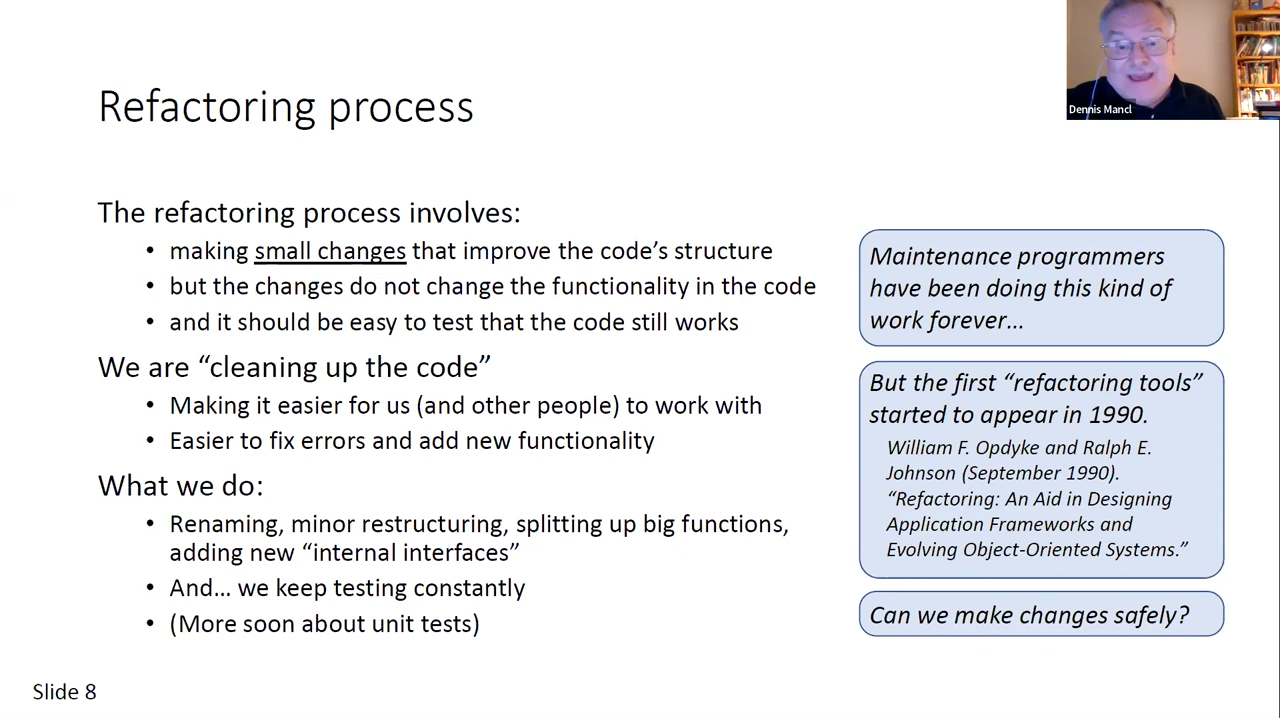 Dennis Mancl
Refactoring process
The refactoring process involves:
• making small changes that improve the code’s structure
• but the changes do not change the functionality in the code
• and it should be easy to test that the code still works
We are “cleaning up the code”
• Making it easier for us (and other people) to work with
• Easier to fix errors and add new functionality
What we do:
• Renaming, minor restructuring, splitting up big functions,
adding new “internal interfaces”
• And… we keep testing constantly
• (More soon about unit tests)
Maintenance programmers
have been doing this kind of
work forever…
But the first “refactoring tools”
started to appear in 1990.
William F. Opdyke and Ralph E.
Johnson (September 1990).
“Refactoring: An Aid in Designing
Application Frameworks and
Evolving Object-Oriented Systems.”
Can we make changes safely?
Slide 8